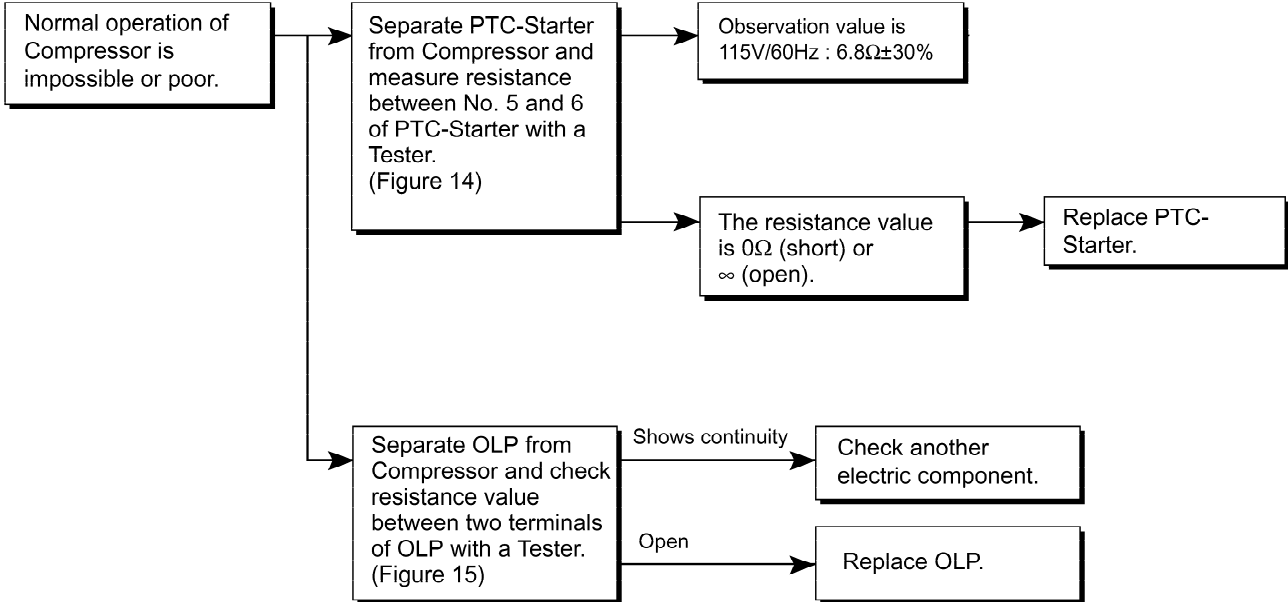 Normal operation of
Compressor is
impossible or poor.
Separate PTC-Starter
from Compressor and
measure resistance
between No. 5 and 6
of PTC-Starter with a
Tester.
(Figure 14)
Observation value is
115V/60Hz : 6.8Ω±30%
The resistance value
is 0Ω (short) or
∞ (open).
Replace PTC-
Starter.
Separate OLP from
Compressor and check
resistance value
between two terminals
of OLP with a Tester.
(Figure 15)
Shows continuity
Check another
electric component.
Open
Replace OLP.